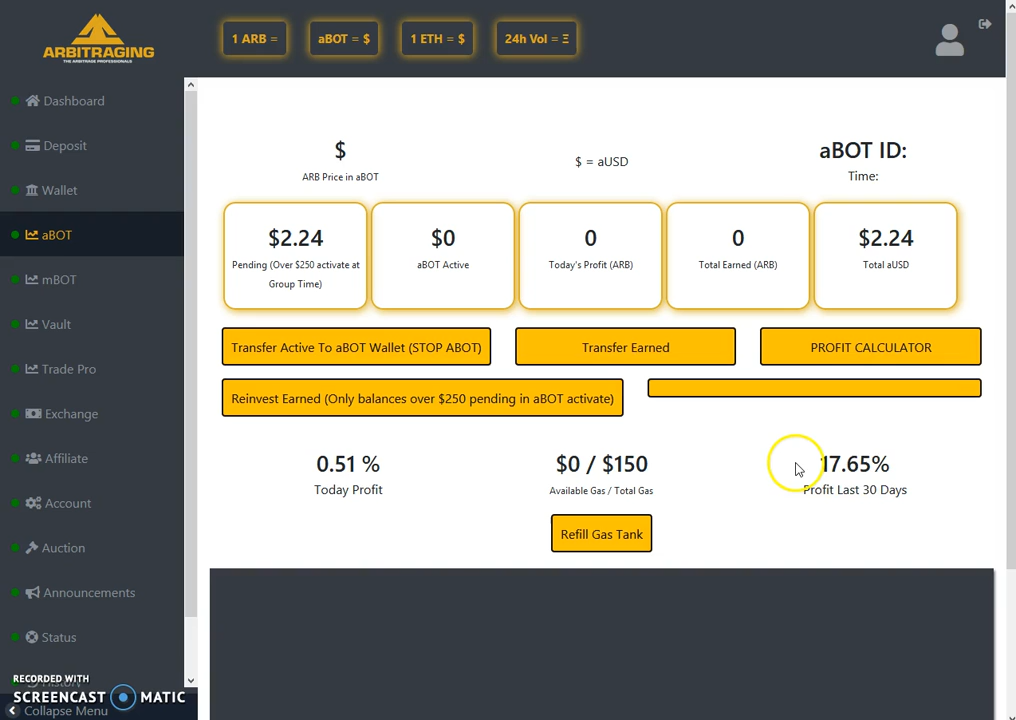 ARBITRAGING
THE ARBITRAGE PROFESSIONALS
1 ARB =
aBOT = $
1 ETH = $
24h Vol = Ξ
Dashboard
Deposit
Wallet
aBOT
mBOT
Vault
Trade Pro
Exchange
Affiliate
Account
Auction
Announcements
Status
History
Collapse Menu
RECORDED WITH
SCREENCAST MATIC
$
ARB Price in aBOT
$ = aUSD
aBOT ID:
Time:
$2.24
Pending (Over $250 activate at
Group Time)
$0
aBOT Active
0
Today's Profit (ARB)
0
Total Earned (ARB)
$2.24
Total aUSD
Transfer Active To aBOT Wallet (STOP ABOT)
Transfer Earned
PROFIT CALCULATOR
Reinvest Earned (Only balances over $250 pending in aBOT activate)
0.51 %
Today Profit
$0 / $150
Available Gas / Total Gas
17.65%
Profit Last 30 Days
Refill Gas Tank